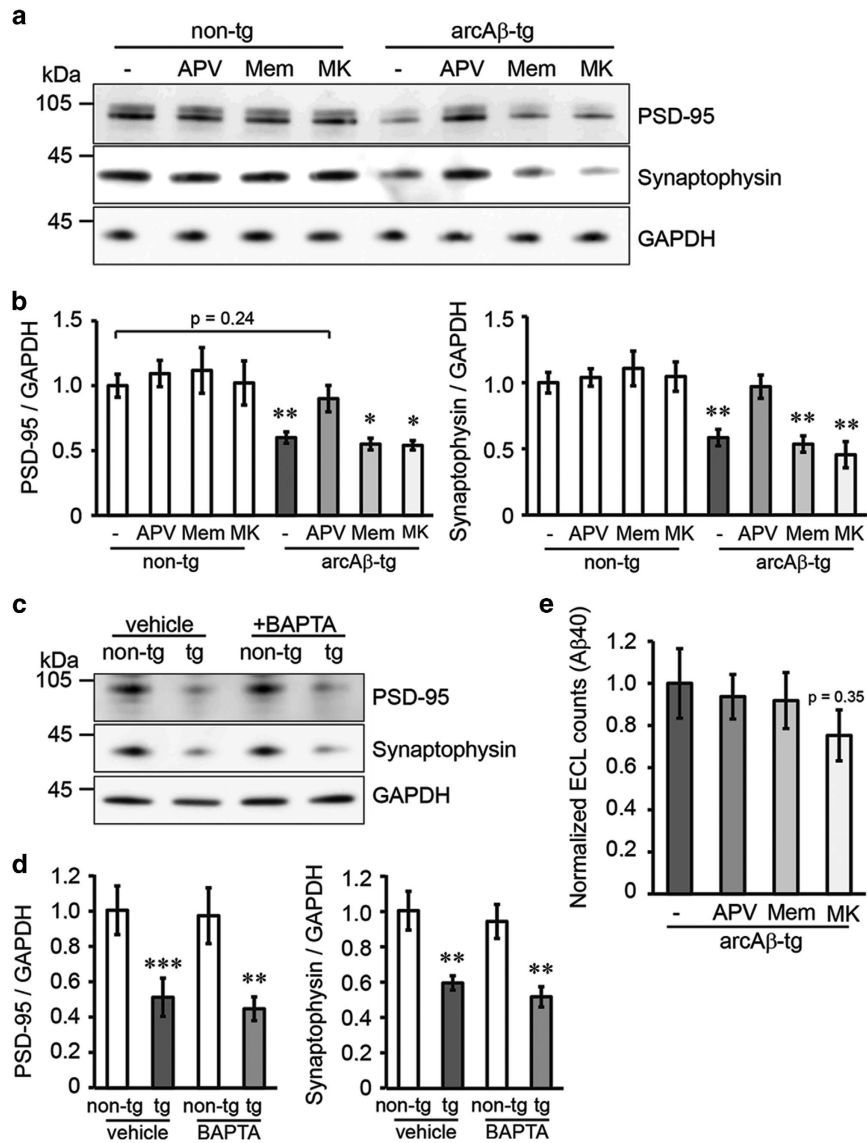 a
non-tg arcAβ-tg
kDa - APV Mem MK - APV Mem MK
105 PSD-95
45 Synaptophysin
45 GAPDH
b
PSD-95 / GAPDH
1.5
1.0
0.5
0
p = 0.24
** * *
- APV Mem MK - APV Mem MK
non-tg arcAβ-tg
Synaptophysin / GAPDH
1.5
1.0
0.5
0
** ** **
- APV Mem MK - APV Mem MK
non-tg arcAβ-tg
c
vehicle +BAPTA
kDa non-tg tg non-tg tg
105 PSD-95
45 Synaptophysin
45 GAPDH
d
PSD-95 / GAPDH
1.2
1.0
0.8
0.6
0.4
0.2
0
*** **
non-tg tg non-tg tg
vehicle BAPTA
Synaptophysin / GAPDH
1.2
1.0
0.8
0.6
0.4
0.2
0
** **
non-tg tg non-tg tg
vehicle BAPTA
e
Normalized ECL counts (Aβ40)
1.2
1.0
0.8
0.6
0.4
0.2
0
p = 0.35
- APV Mem MK
arcAβ-tg